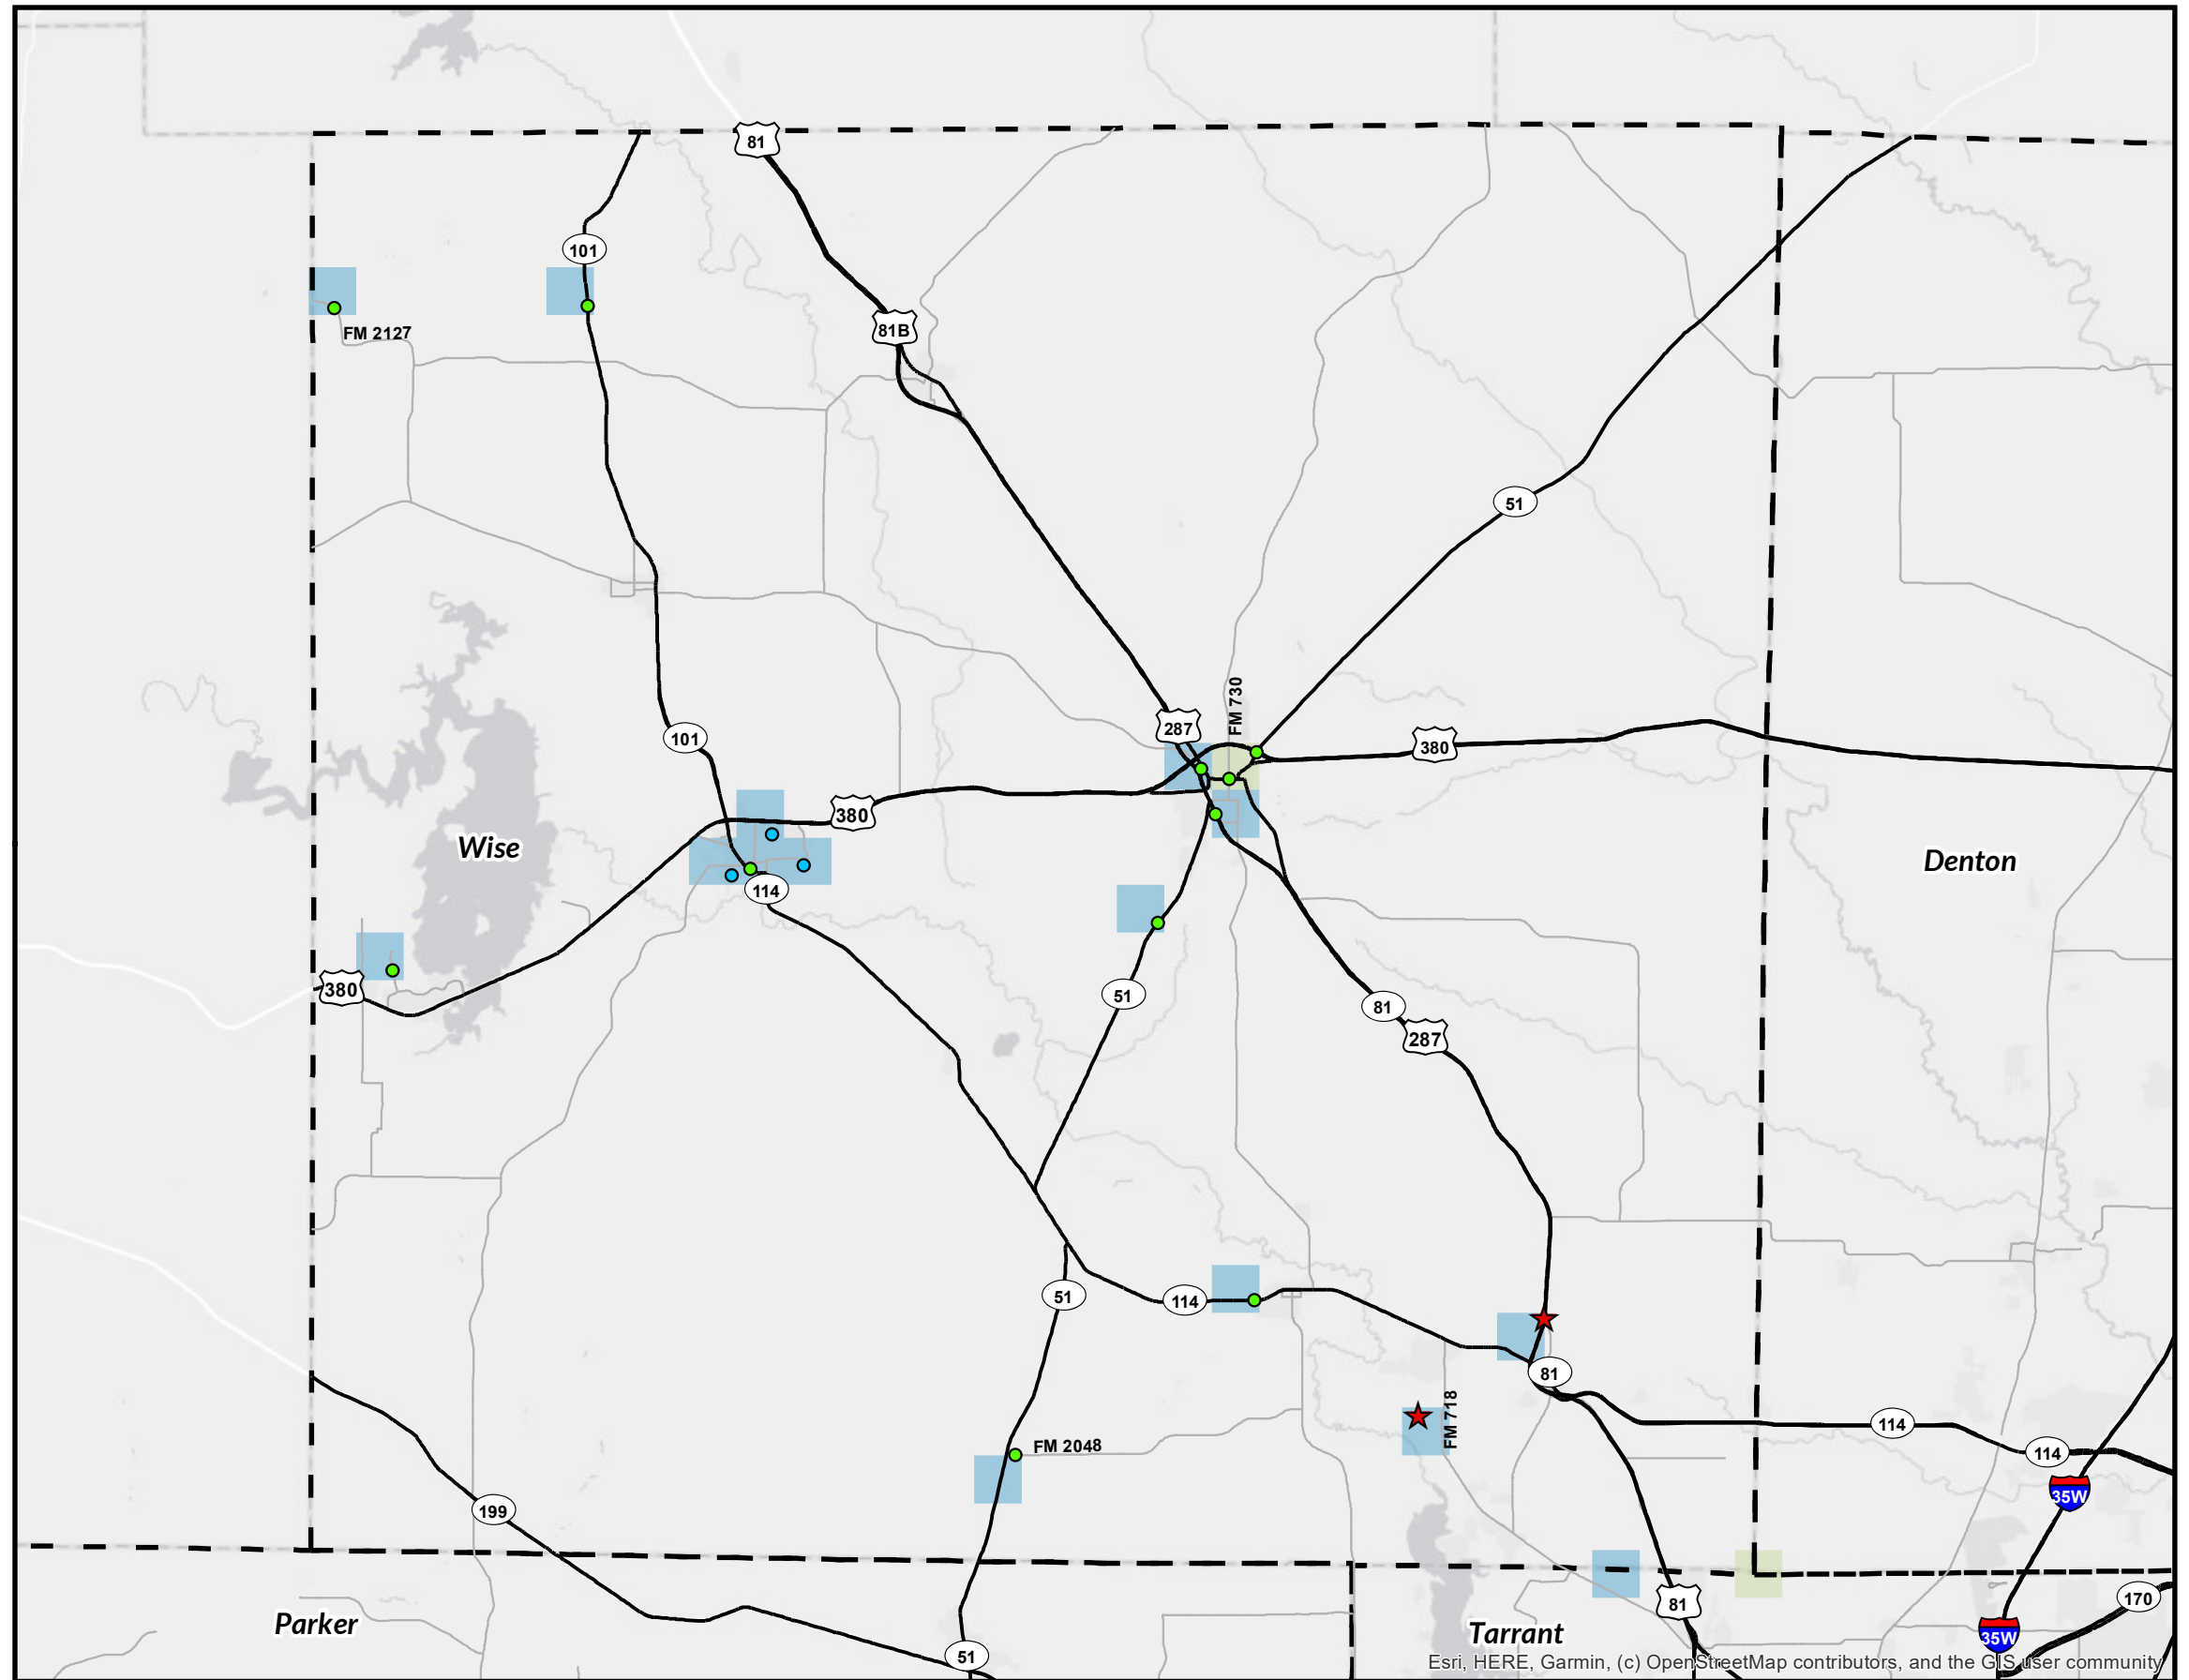 81
101
81B
FM 2127
51
FM 730
287
101
380
380
Wise
Denton
114
380
51
81
287
51
114
81
FM 718
114
FM 2048
114
35W
199
81
170
Parker
Tarrant
35W
51
Esri, HERE, Garmin, (c) OpenStreetMap contributors, and the GIS user community